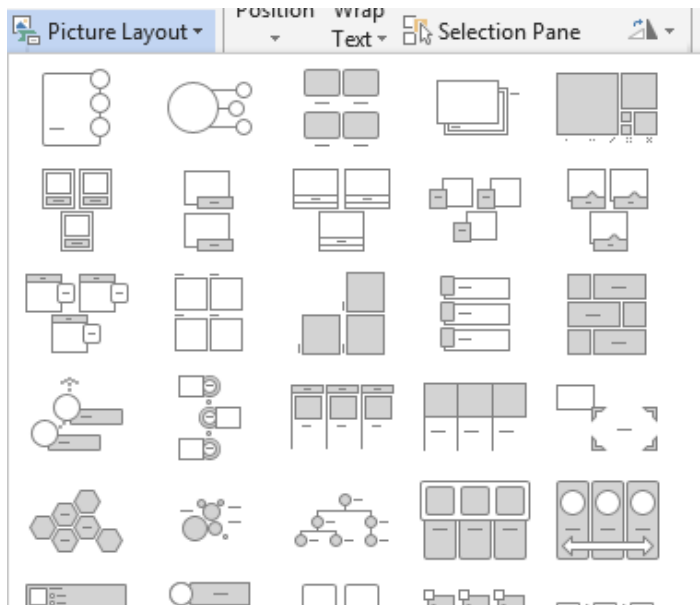 Picture Layout
Position
Wrap
Text
Selection Pane